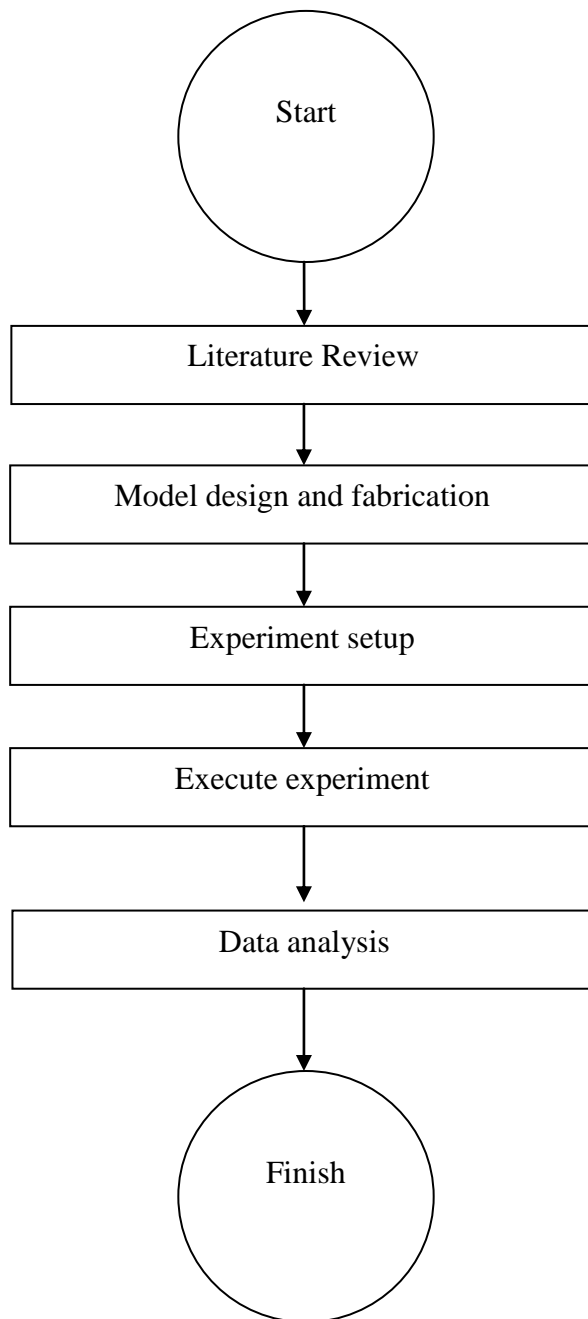 Start
Literature Review
Model design and fabrication
Experiment setup
Execute experiment
Data analysis
Finish